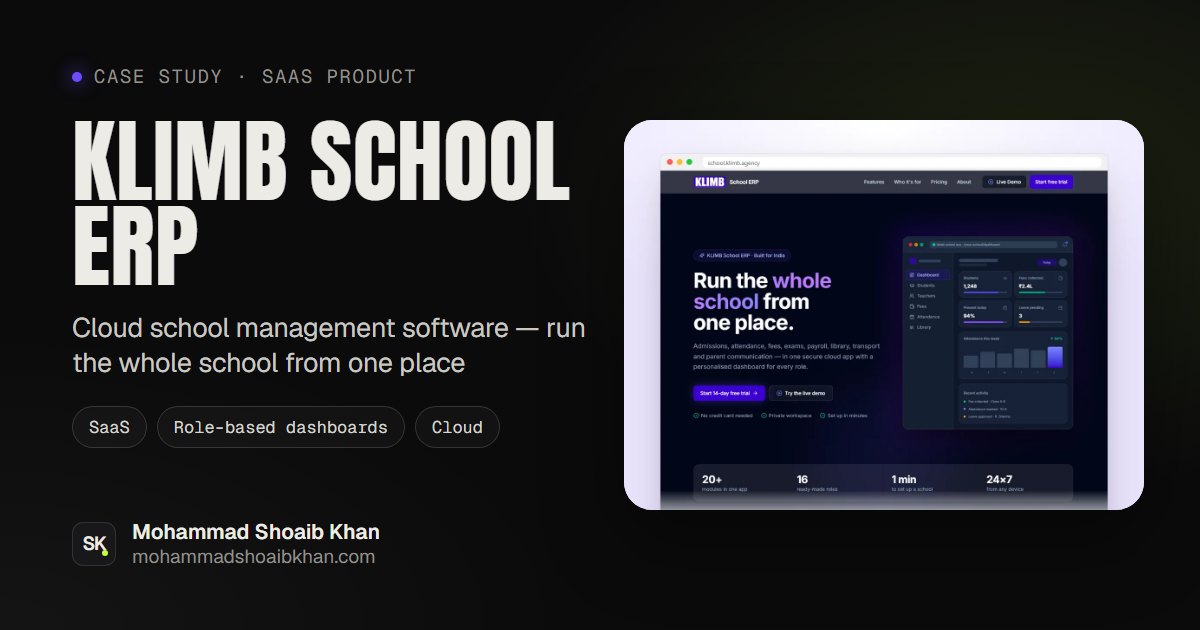 CASE STUDY · SAAS PRODUCT
KLIMB SCHOOL
ERP
Cloud school management software — run
the whole school from one place
SaaS
Role-based dashboards
Cloud
SK
Mohammad Shoaib Khan
mohammadshoaibkhan.com
school.klimb.agency
KLIMB School ERP
Features
Who it's for
Pricing
About
Live Demo
Start free trial
KLIMB School ERP · Built for India
Run the whole
school from
one place.
Admissions, attendance, fees, exams, payroll, library, transport
and parent communication — in one secure cloud app with a
personalised dashboard for every role.
Start 14-day free trial →
Try the live demo
No credit card needed
Private workspace
Set up in minutes
Dashboard
Students
Teachers
Fees
Attendance
Library
Today
Students
1,248
Fees collected
₹2.4L
Present today
94%
Leave pending
3
Attendance this week
Recent activity
20+
modules in one app
16
ready-made roles
1 min
to set up a school
24×7
from any device